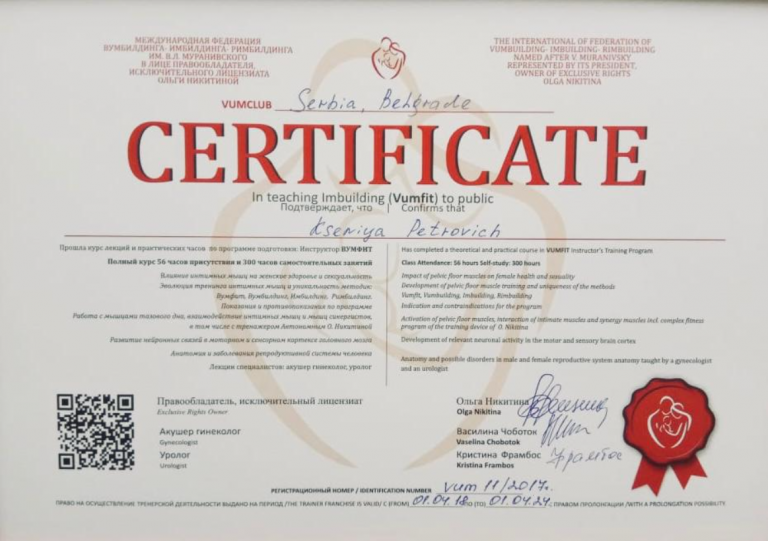 МЕЖДУНАРОДНАЯ ФЕДЕРАЦИЯ
ВУМБИЛДИНГА- ИМБИЛДИНГА- РИМБИЛДИНГА
ИМ. В.Л. МУРАНИВСКОГО
В ЛИЦЕ ПРАВООБЛАДАТЕЛЯ,
ИСКЛЮЧИТЕЛЬНОГО ЛИЦЕНЗИАТА
ОЛЬГИ НИКИТИНОЙ
THE INTERNATIONAL OF FEDERATION OF
VUMBUILDING- IMBUILDING- RIMBUILDING
NAMED AFTER V. MURANIVSKY
REPRESENTED BY ITS PRESIDENT,
OWNER OF EXCLUSIVE RIGHTS
OLGA NIKITINA
VUMCLUB Serbia, Belgrade
CERTIFICATE
In teaching Imbuilding (Vumfit) to public
Подтверждает, что | Confirms that
Kseniya Petrovich
Прошла курс лекций и практических часов по программе подготовки: Инструктор ВУМФИТ
Полный курс 56 часов присутствия и 300 часов самостоятельных занятий
Влияние интимных мышц на женское здоровье и сексуальность
Эволюция тренинга интимных мышц и уникальность методик:
Вумфит, Вумбилдинг, Имбилдинг, Римбилдинг.
Показания и противопоказания по программе
Работа с мышцами тазового дна, взаимодействие интимных мышц и мышц синергистов,
в том числе с тренажером Летономним О. Никитиной
Развитие нейронных связей в моторном и сенсорном кортексе головного мозга
Анатомия и заболевания репродуктивной системы человека
Лекции специалистов: акушер гинеколог, уролог
Has completed a theoretical and practical course in VUMFIT Instructor's Training Program
Class Attendance: 56 hours Self-study: 300 hours
Impact of pelvic floor muscles on female health and sexuality
Development of pelvic floor muscle training and uniqueness of the methods
Vumfit, Vumbuilding, Imbuilding, Rimbuilding
Indication and contraindications for the program
Activation of pelvic floor muscles, interaction of intimate muscles and synergy muscles incl. complex fitness
program of the training device of O. Nikitina
Development of relevant neuronal activity in the motor and sensory brain cortex
Anatomy and possible disorders in male and female reproductive system anatomy taught by a gynecologist
and an urologist
Правообладатель, исключительный лицензиат
Exclusive Rights Owner
Акушер гинеколог
Gynecologist
Уролог
Urologist
Ольга Никитина
Olga Nikitina
Василина Чоботок
Vaselina Chobotok
Кристина Фрамбос Фрамбос
Kristina Frambos
РЕГИСТРАЦИОННЫЙ НОМЕР / IDENTIFICATION NUMBER Vum 11/2017г.
ПРАВО НА ОСУЩЕСТВЛЕНИЕ ТРЕНЕРСКОЙ ДЕЯТЕЛЬНОСТИ ВЫДАНО НА ПЕРИОД /THE TRAINER FRANCHISE IS VALID/ С (FROM) 01.04.18 ПО (TO) 01.04.24, С ПРАВОМ ПРОЛОНГАЦИИ /WITH A PROLONGATION POSSIBILITY